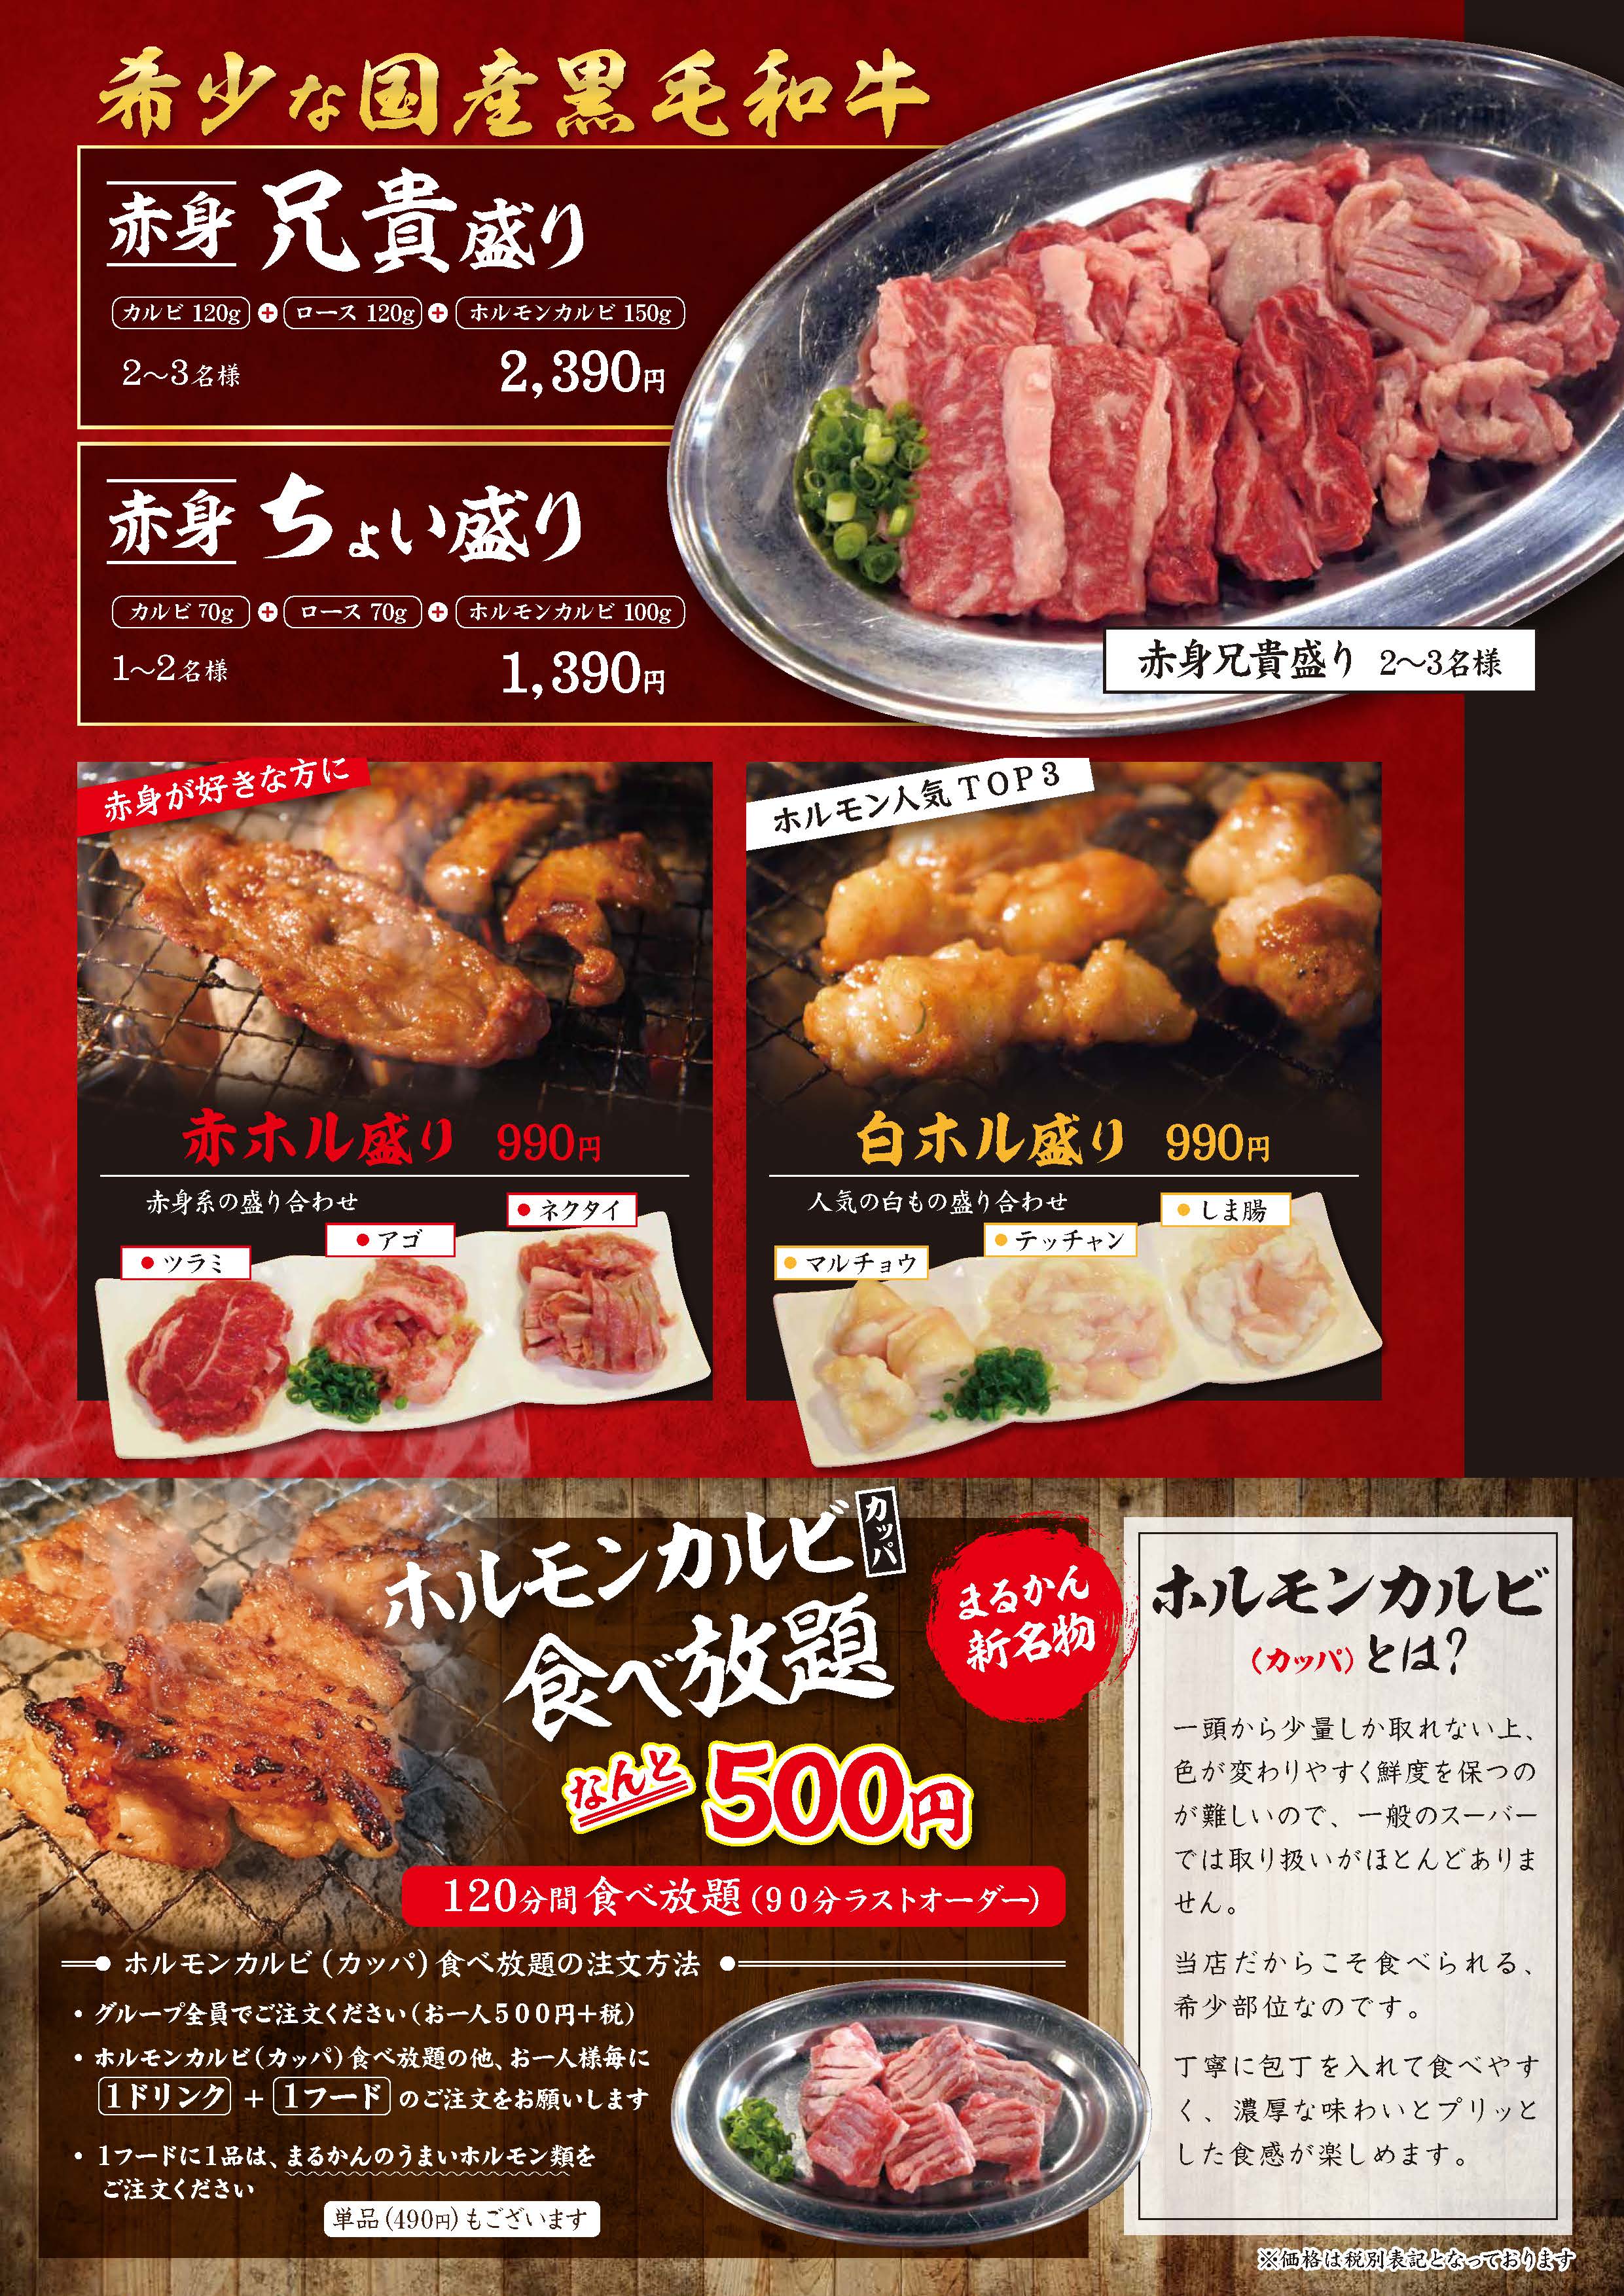 希少な国産黒毛和牛
赤身 兄貴盛り
カルビ 120g + ロース 120g + ホルモンカルビ 150g
2〜3名様 2,390円
赤身 ちょい盛り
カルビ 70g + ロース 70g + ホルモンカルビ 100g
1〜2名様 1,390円
赤身兄貴盛り 2〜3名様
赤身が好きな方に
赤ホル盛り 990円
赤身系の盛り合わせ
ツラミ
アゴ
ネクタイ
ホルモン人気TOP3
白ホル盛り 990円
人気の白もの盛り合わせ
マルチョウ
テッチャン
しま腸
ホルモンカルビ カッパ
食べ放題
なんと 500円
まるかん
新名物
120分間 食べ放題(90分ラストオーダー)
ホルモンカルビ(カッパ)食べ放題の注文方法
・グループ全員でご注文ください(お一人500円+税)
・ホルモンカルビ(カッパ)食べ放題の他、お一人様毎に
1ドリンク + 1フード のご注文をお願いします
・1フードに1品は、まるかんのうまいホルモン類を
ご注文ください
単品(490円)もございます
ホルモンカルビ
(カッパ)とは?
一頭から少量しか取れない上、
色が変わりやすく鮮度を保つの
が難しいので、一般のスーパー
では取り扱いがほとんどありま
せん。
当店だからこそ食べられる、
希少部位なのです。
丁寧に包丁を入れて食べやす
く、濃厚な味わいとプリッと
した食感が楽しめます。
※価格は税別表記となっております